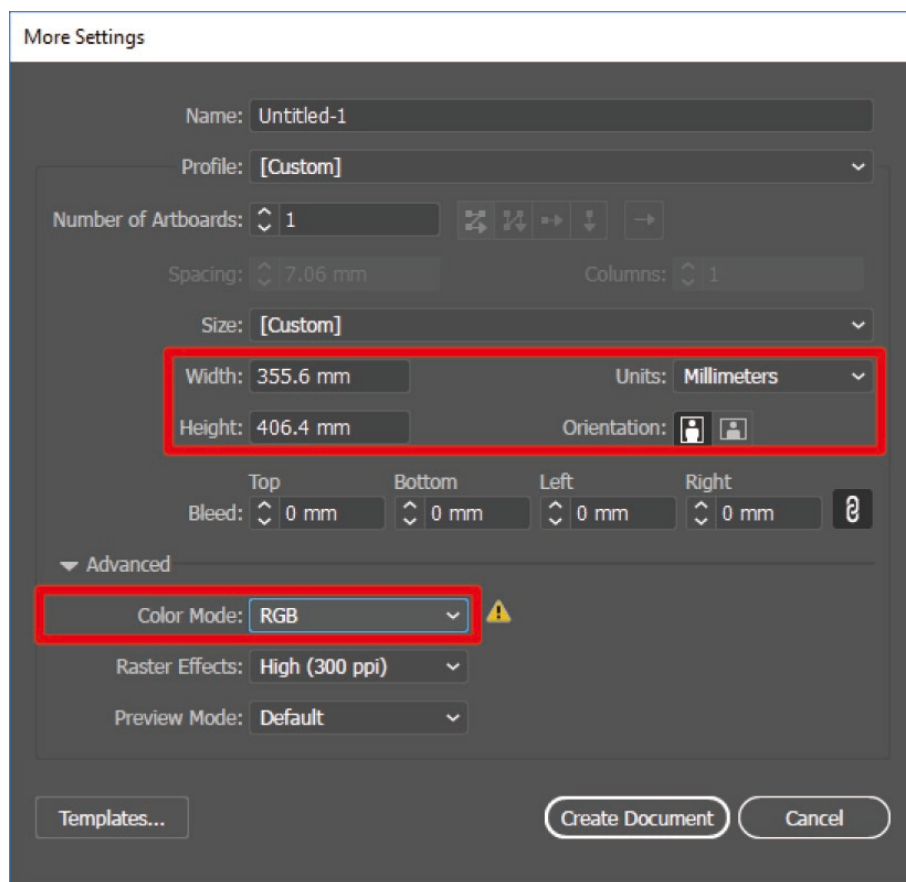 More Settings
Name: Untitled-1
Profile: [Custom]
Number of Artboards: 1
Spacing: 7.06 mm Columns: 1
Size: [Custom]
Width: 355.6 mm Units: Millimeters
Height: 406.4 mm Orientation:
Top Bottom Left Right
Bleed: 0 mm 0 mm 0 mm 0 mm
Advanced
Color Mode: RGB
Raster Effects: High (300 ppi)
Preview Mode: Default
Templates... Create Document Cancel